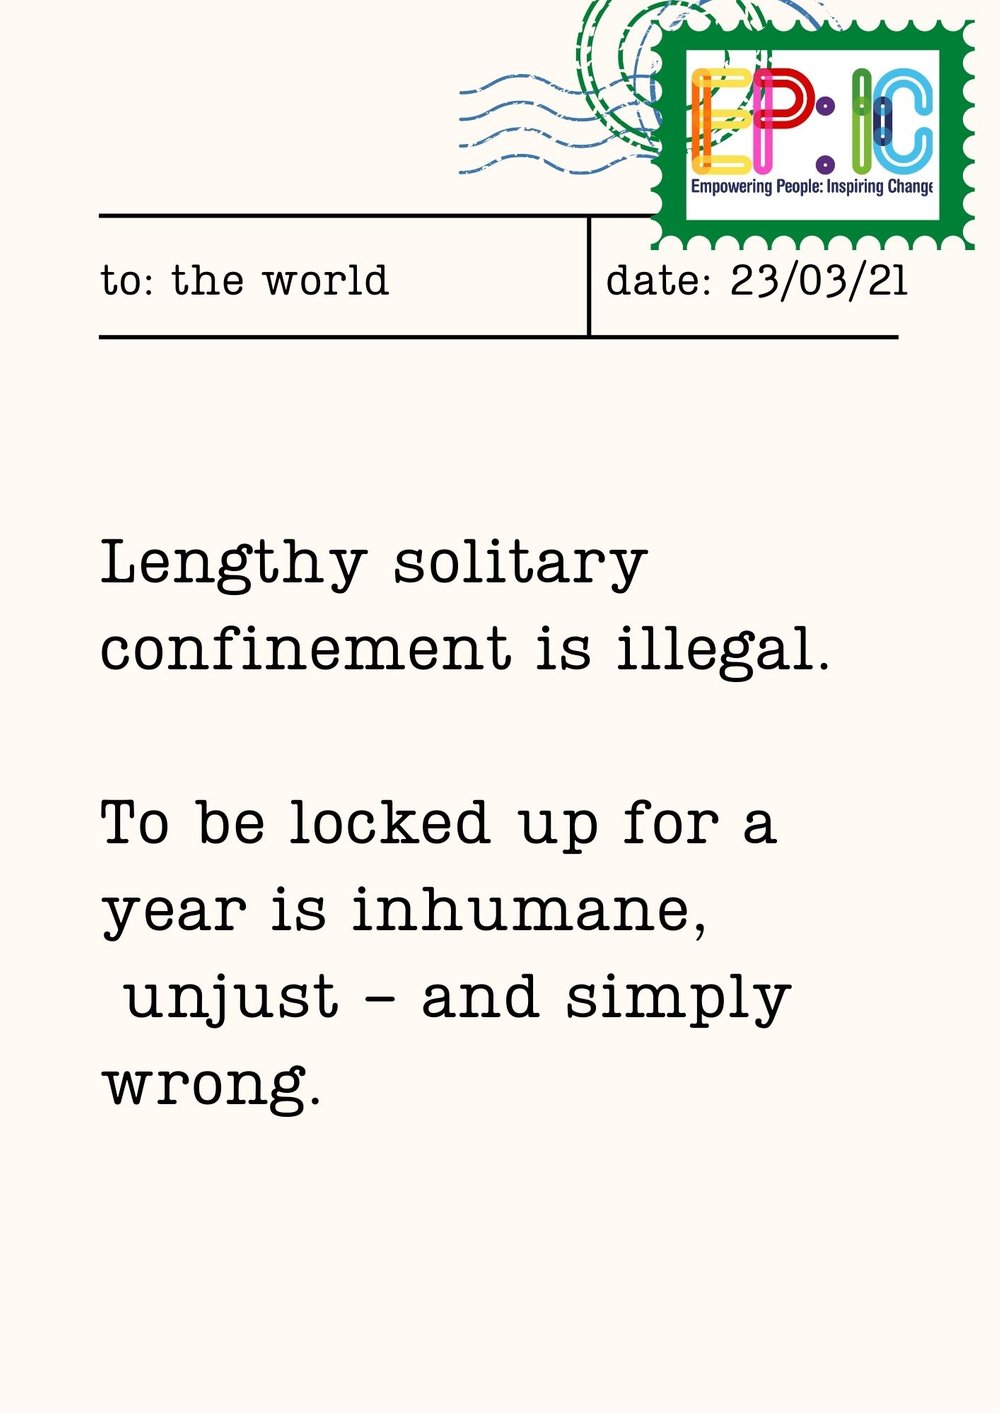 EP:IC
Empowering People: Inspiring Change
to: the world
date: 23/03/21
Lengthy solitary
confinement is illegal.
To be locked up for a
year is inhumane,
unjust – and simply
wrong.